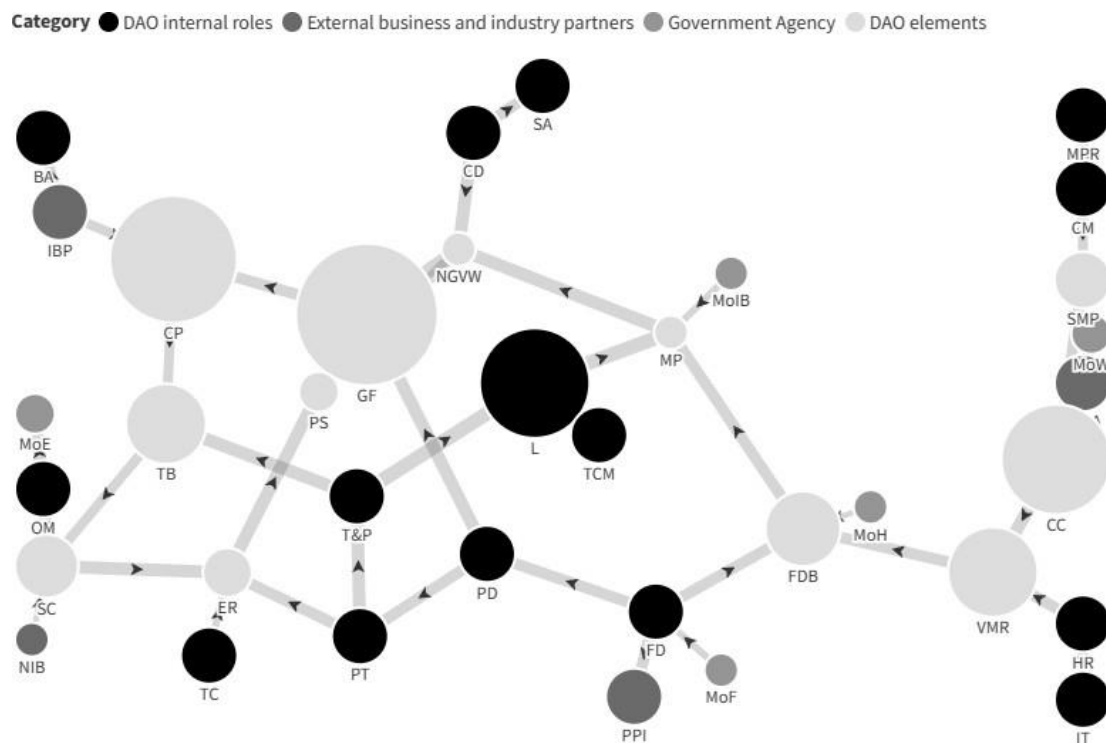 Category DAO internal roles External business and industry partners Government Agency DAO elements
SA
CD
MPR
BA
IBP
CM
NGVW
MoIB
SMP
CP
MP
MoW
GF
PS
MoE
A
L
TCM
TB
OM
T&P
CC
MoH
FDB
PD
SC
ER
VMR
FD
NIB
TC
PT
HR
MoF
PPI
IT